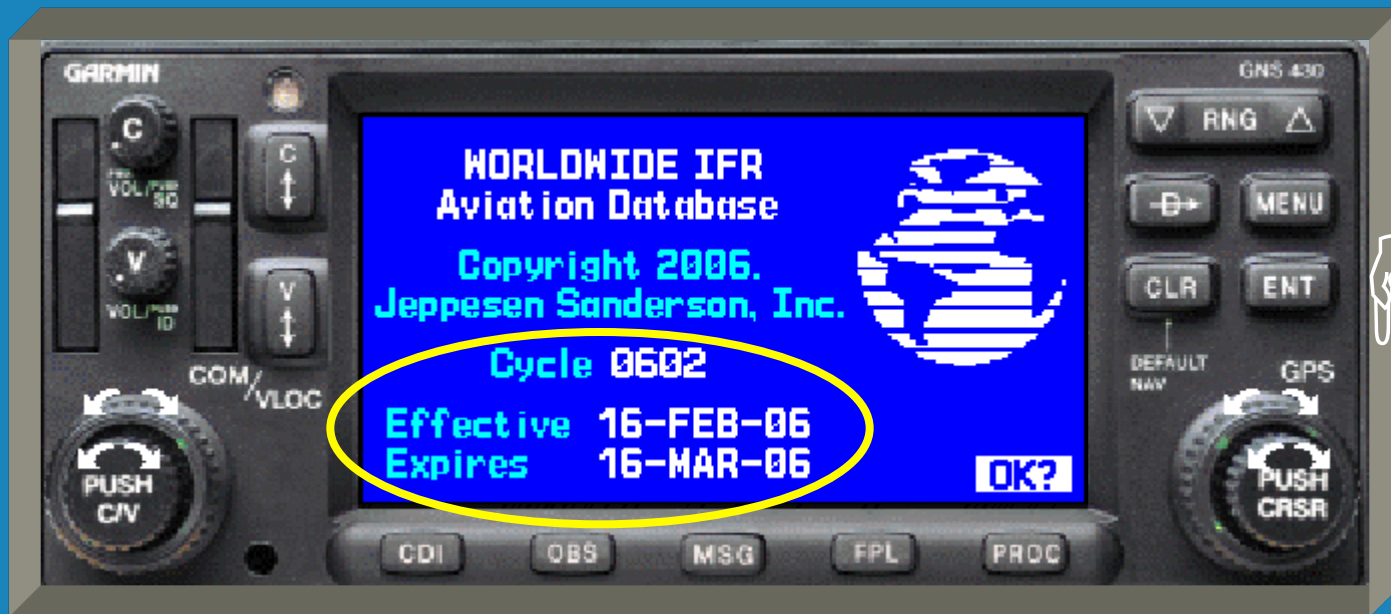 GARMIN
GNS 430
C
VOL/PUSH SQ
C
V
VOL/PUSH ID
V
COM/VLOC
PUSH
C/V
WORLDWIDE IFR
Aviation Database
Copyright 2006.
Jeppesen Sanderson, Inc.
Cycle 0602
Effective 16-FEB-06
Expires 16-MAR-06
OK?
RNG
D
MENU
CLR
ENT
DEFAULT
NAV
GPS
PUSH
CRSR
CDI
OBS
MSG
FPL
PROC